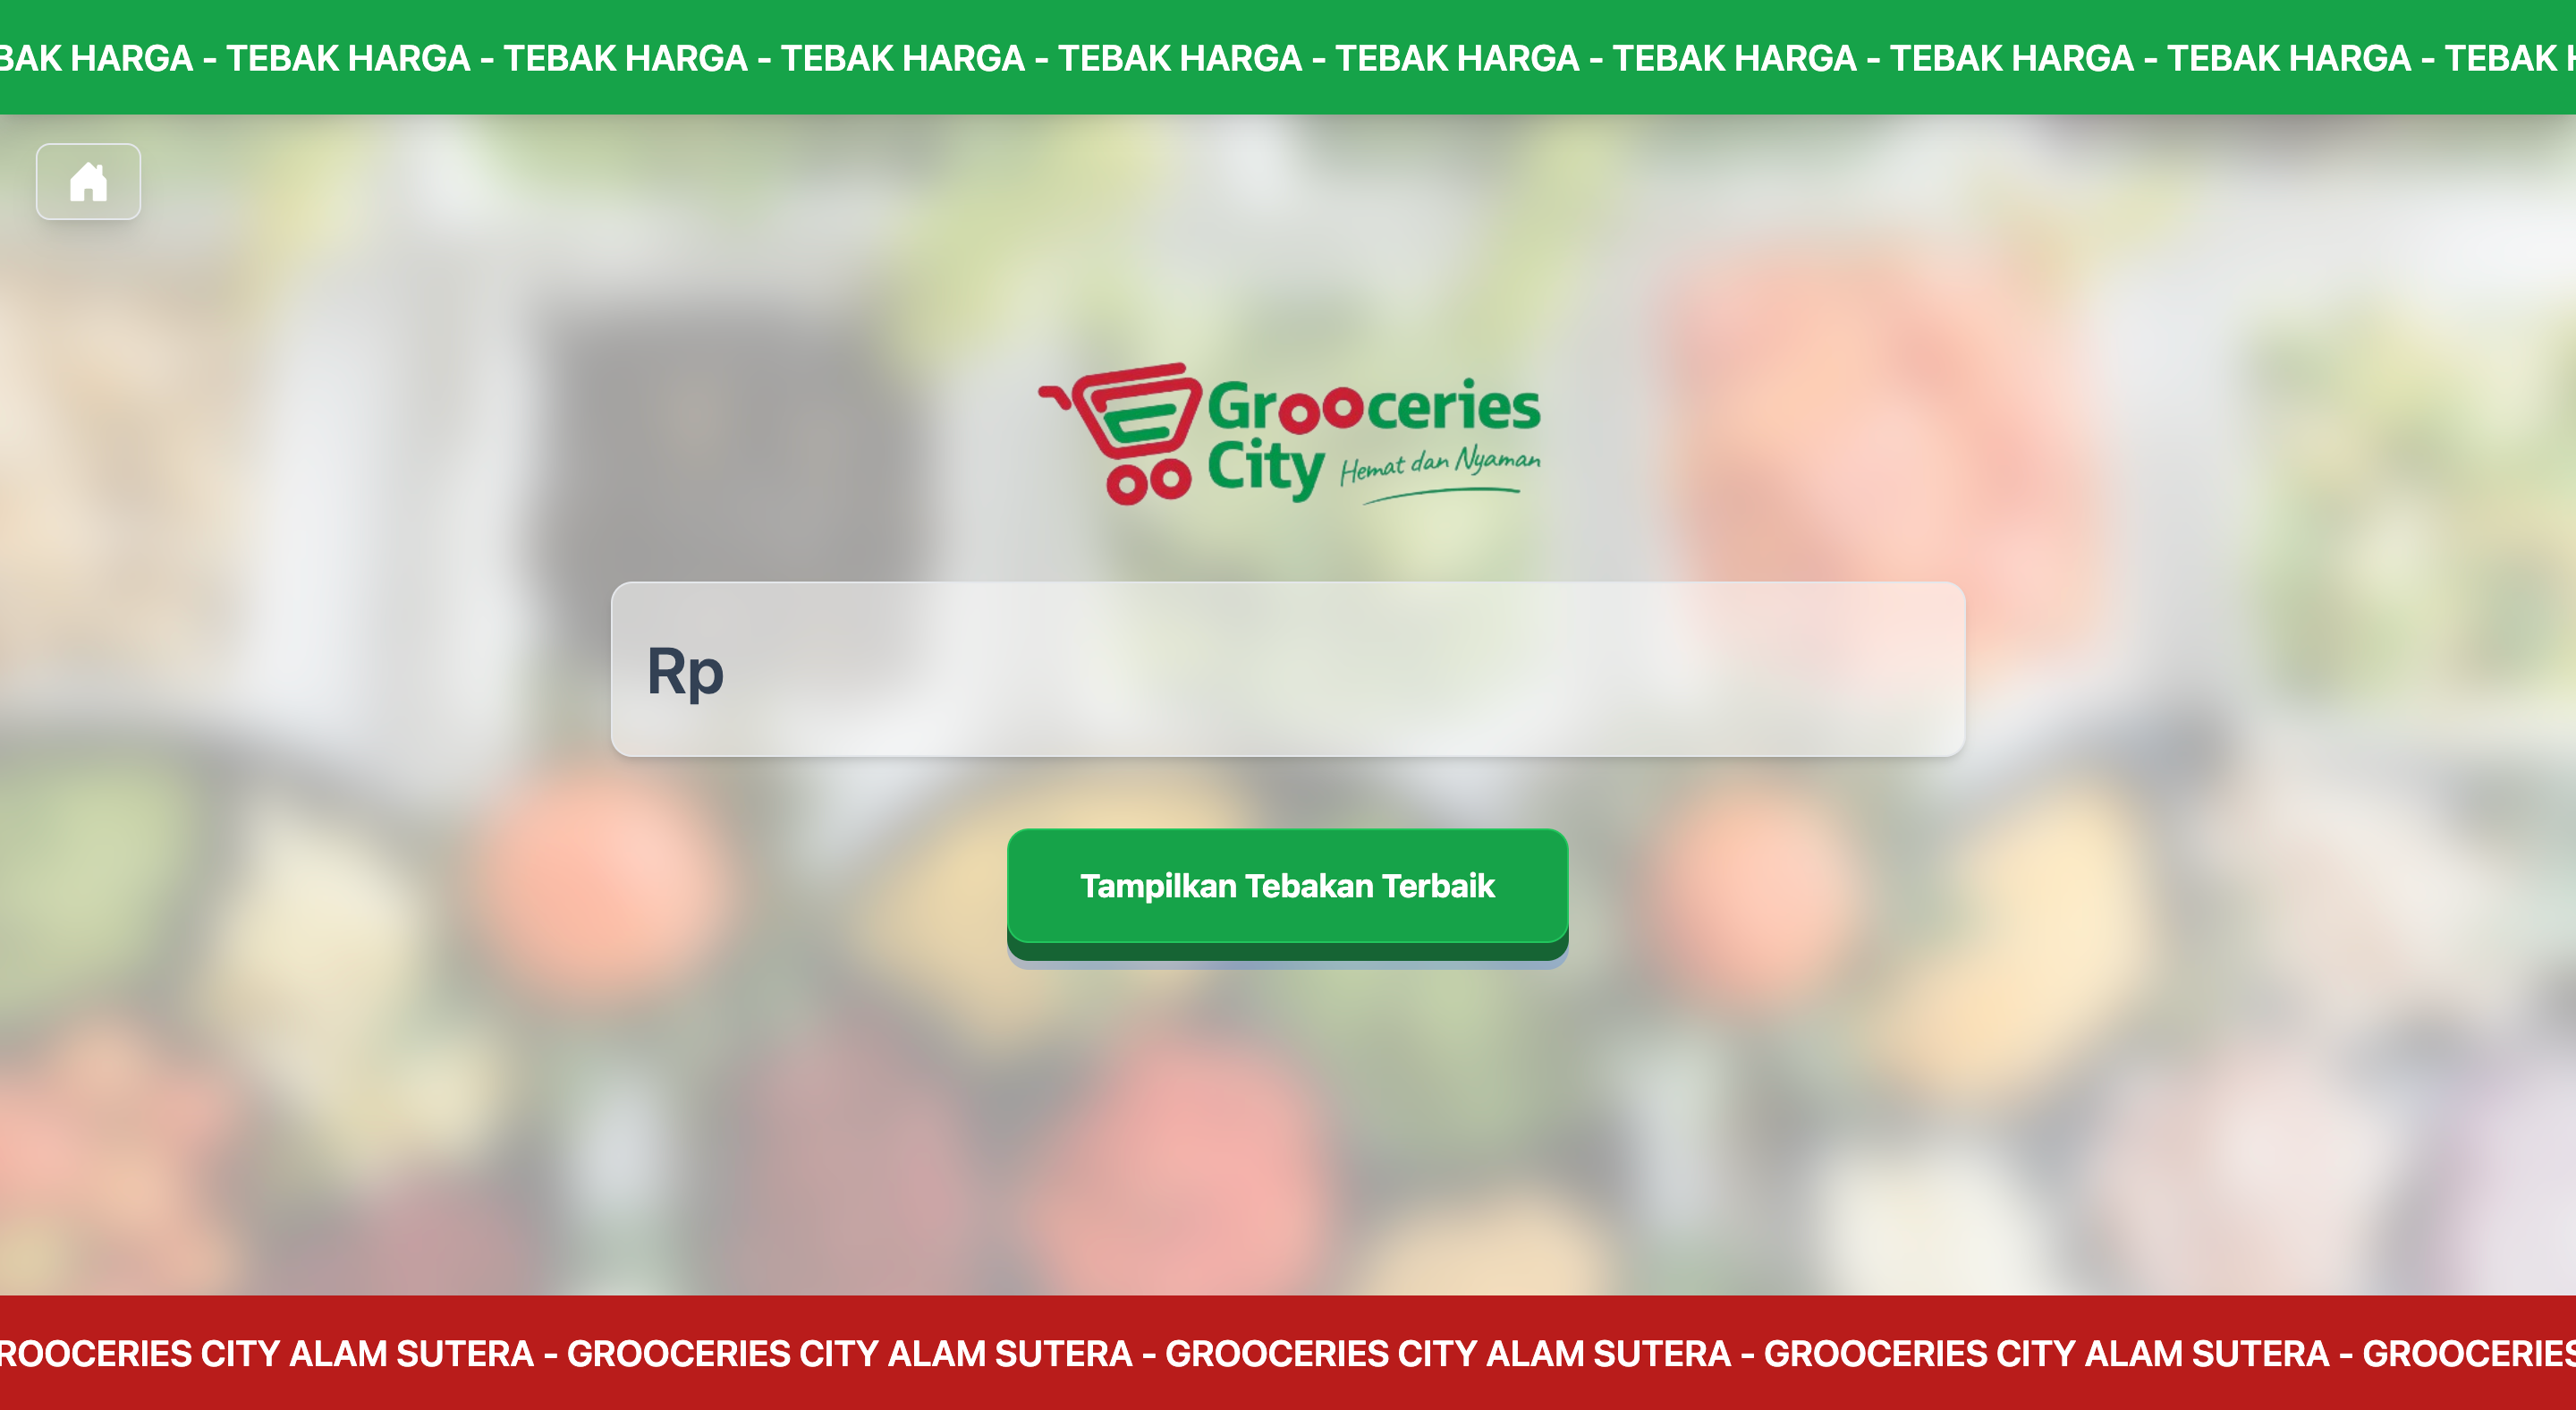 BAK HARGA - TEBAK HARGA - TEBAK HARGA - TEBAK HARGA - TEBAK HARGA - TEBAK HARGA - TEBAK HARGA - TEBAK HARGA - TEBAK HARGA - TEBAK H
Grooceries
City Hemat dan Nyaman
Rp
Tampilkan Tebakan Terbaik
ROOCERIES CITY ALAM SUTERA - GROOCERIES CITY ALAM SUTERA - GROOCERIES CITY ALAM SUTERA - GROOCERIES CITY ALAM SUTERA - GROOCERIES